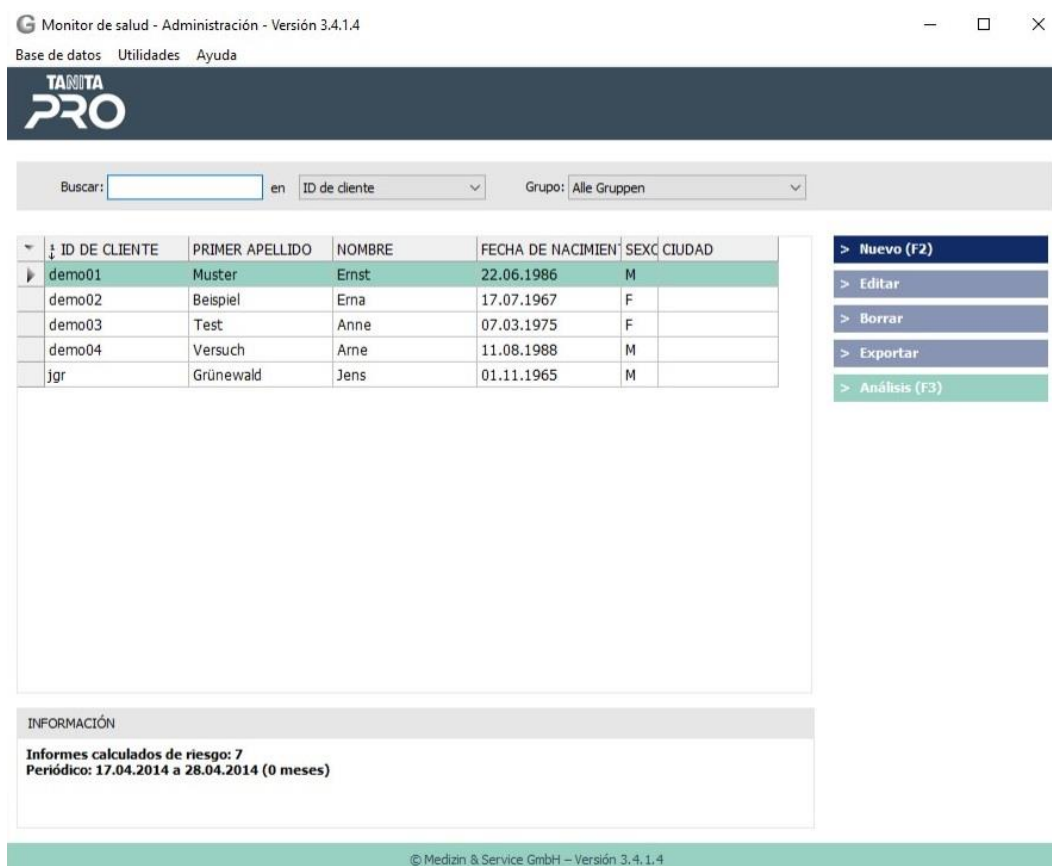 Monitor de salud - Administración - Versión 3.4.1.4
Base de datos Utilidades Ayuda
TANITA
PRO
Buscar: en ID de cliente Grupo: Alle Gruppen
ID DE CLIENTE PRIMER APELLIDO NOMBRE FECHA DE NACIMIEN SEXO CIUDAD
demo01 Muster Ernst 22.06.1986 M
demo02 Beispiel Erna 17.07.1967 F
demo03 Test Anne 07.03.1975 F
demo04 Versuch Arne 11.08.1988 M
jgr Grünewald Jens 01.11.1965 M
> Nuevo (F2)
> Editar
> Borrar
> Exportar
> Análisis (F3)
INFORMACIÓN
Informes calculados de riesgo: 7
Periódico: 17.04.2014 a 28.04.2014 (0 meses)
© Medizin & Service GmbH – Versión 3.4.1.4